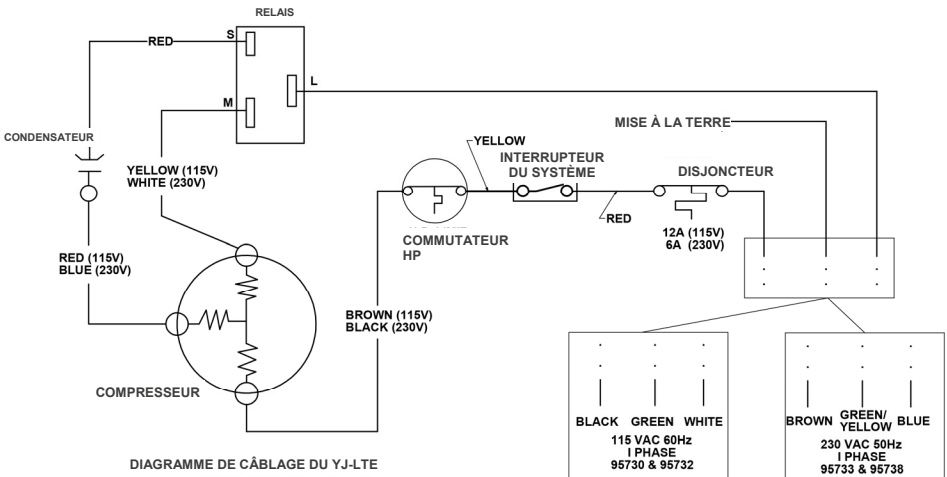 RELAIS
RED
S
L
M
CONDENSATEUR
YELLOW (115V)
WHITE (230V)
MISE À LA TERRE
YELLOW
INTERRUPTEUR
DU SYSTÈME
DISJONCTEUR
RED
COMMUTATEUR
HP
12A (115V)
6A (230V)
RED (115V)
BLUE (230V)
BROWN (115V)
BLACK (230V)
COMPRESSEUR
BLACK GREEN WHITE
115 VAC 60Hz
I PHASE
95730 & 95732
BROWN GREEN/
YELLOW BLUE
230 VAC 50Hz
I PHASE
95733 & 95738
DIAGRAMME DE CÂBLAGE DU YJ-LTE